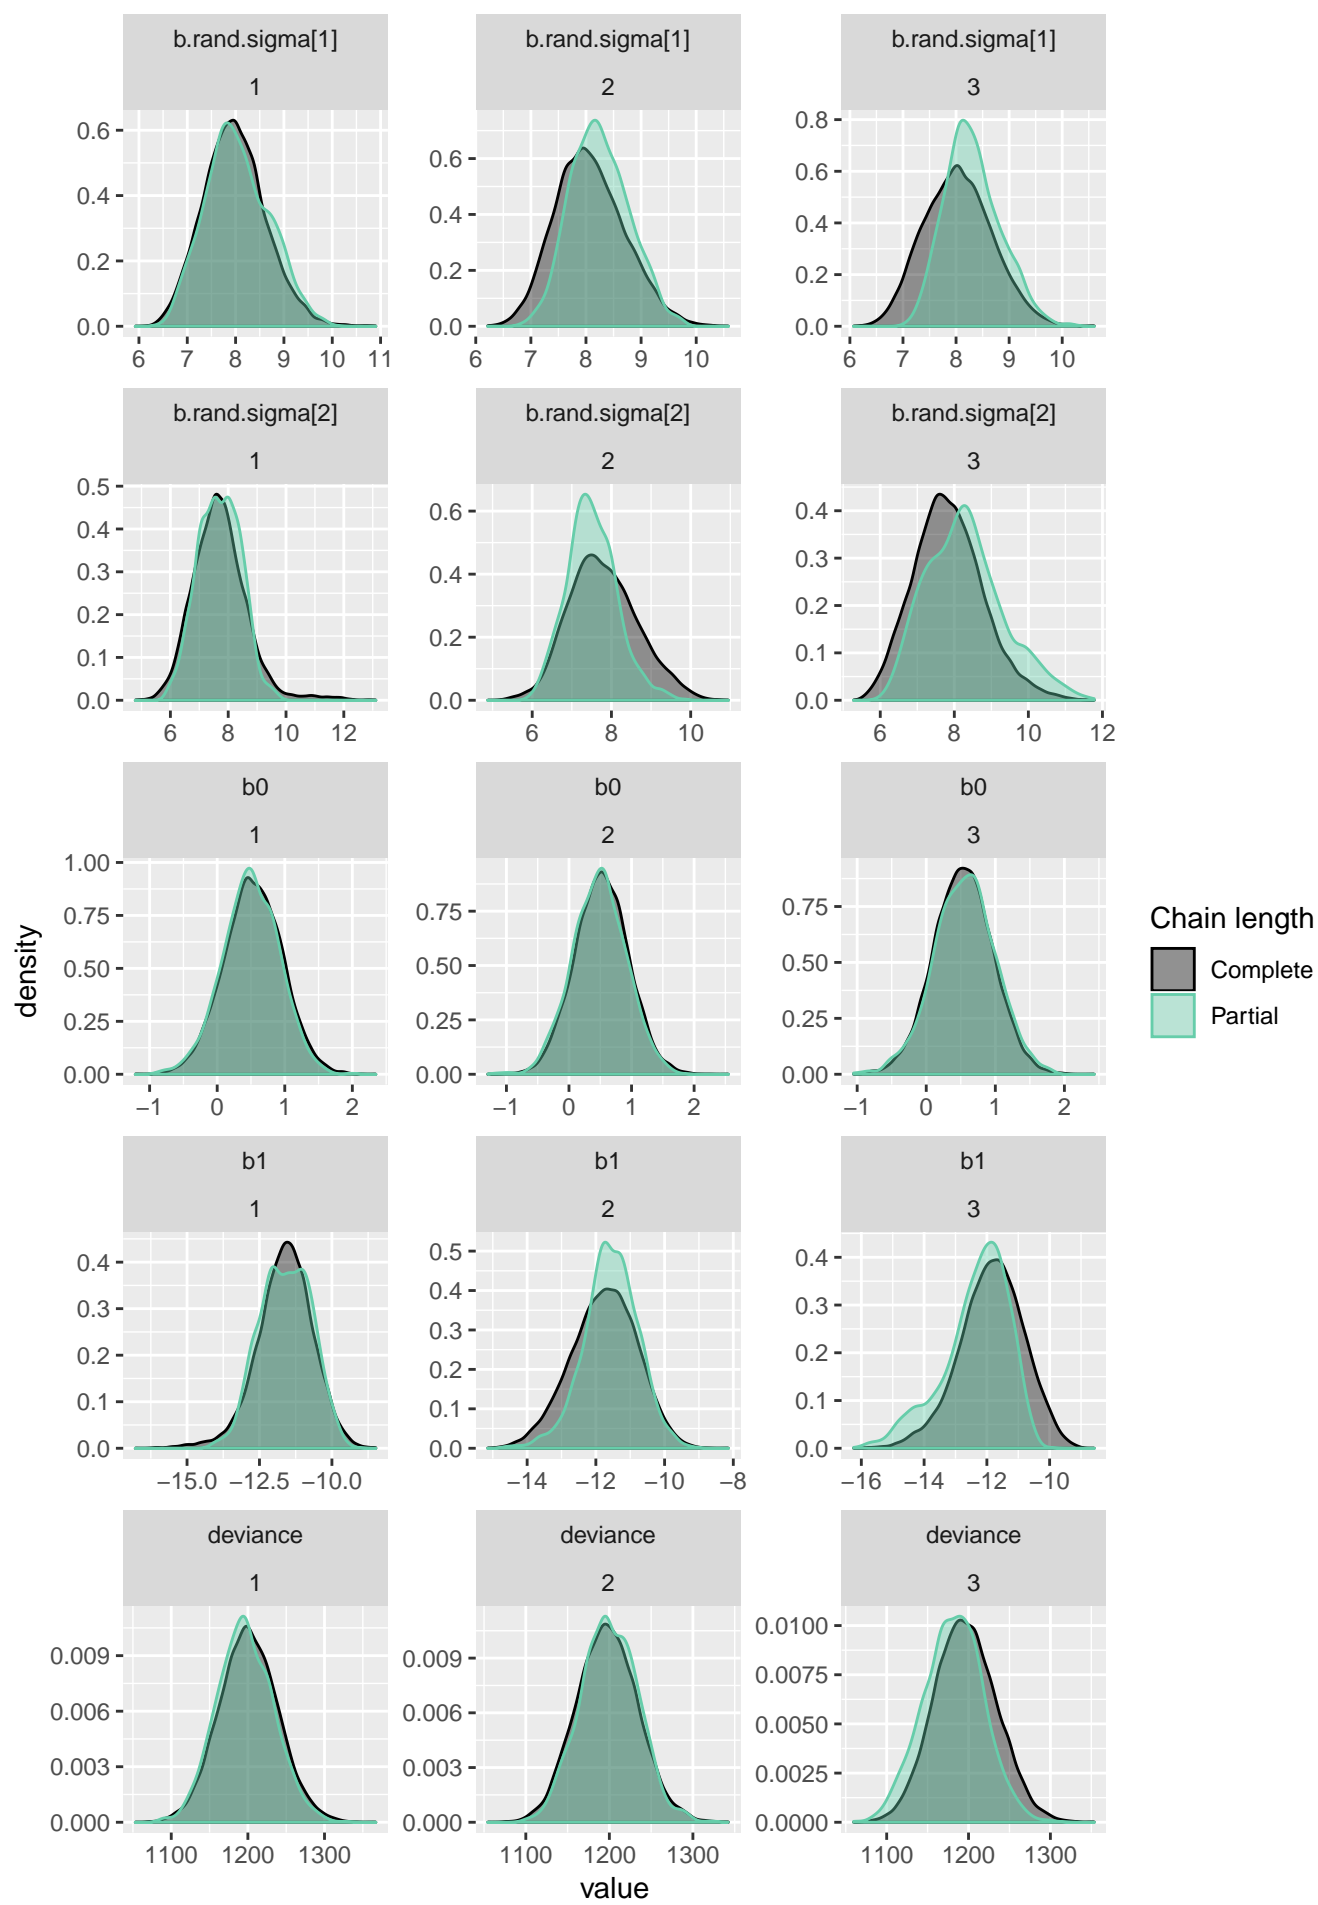 b.rand.sigma[1] b.rand.sigma[1] b.rand.sigma[1]
1 2 3
0.6 0.4 0.2 0.0
0.6 0.4 0.2 0.0
0.8 0.6 0.4 0.2 0.0
6 7 8 9 10 11
6 7 8 9 10
6 7 8 9 10
b.rand.sigma[2] b.rand.sigma[2] b.rand.sigma[2]
1 2 3
0.5 0.4 0.3 0.2 0.1 0.0
0.6 0.4 0.2 0.0
0.4 0.3 0.2 0.1 0.0
6 8 10 12
6 8 10
6 8 10 12
b0 b0 b0
1 2 3
1.00 0.75 0.50 0.25 0.00
0.75 0.50 0.25 0.00
0.75 0.50 0.25 0.00
−1 0 1 2
−1 0 1 2
−1 0 1 2
b1 b1 b1
1 2 3
0.4 0.3 0.2 0.1 0.0
0.5 0.4 0.3 0.2 0.1 0.0
0.4 0.3 0.2 0.1 0.0
−15.0 −12.5 −10.0
−14 −12 −10 −8
−16 −14 −12 −10
deviance deviance deviance
1 2 3
0.009 0.006 0.003 0.000
0.009 0.006 0.003 0.000
0.0100 0.0075 0.0050 0.0025 0.0000
1100 1200 1300
1100 1200 1300
1100 1200 1300
value
density
Chain length
Complete
Partial